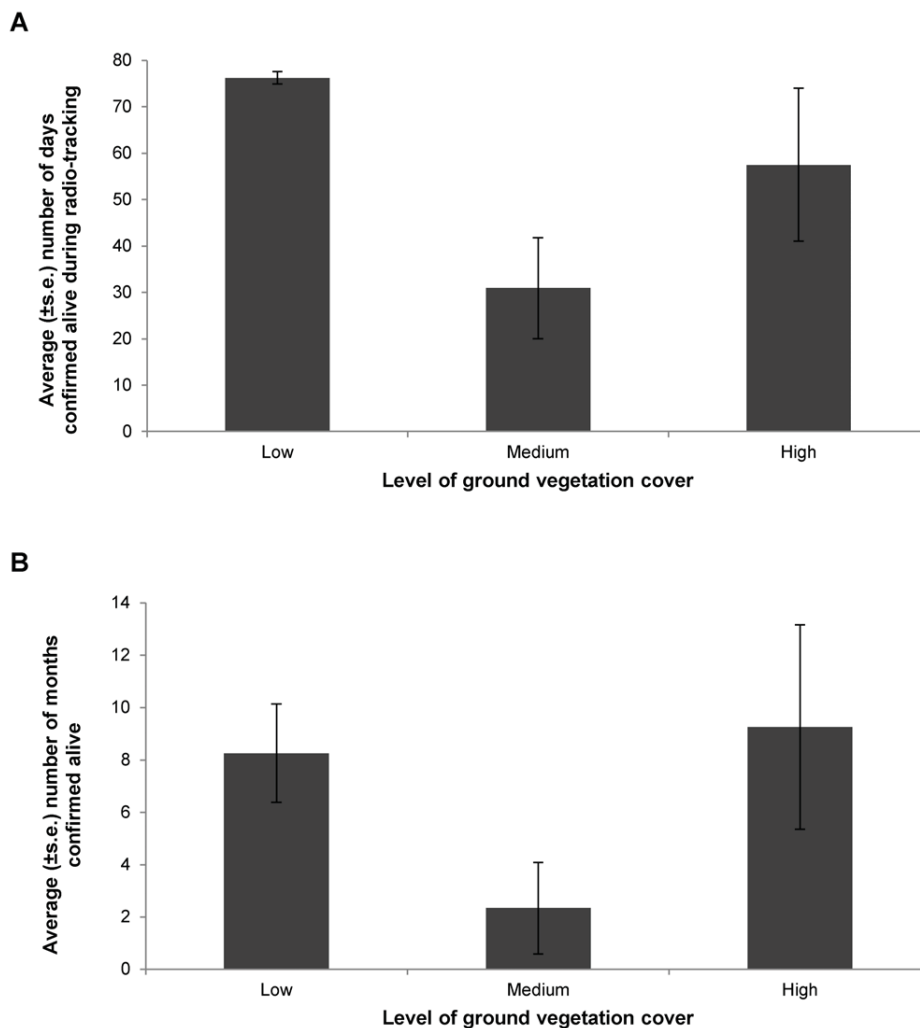 A
Average (±s.e.) number of days
confirmed alive during radio-tracking
80
70
60
50
40
30
20
10
0
Low Medium High
Level of ground vegetation cover
B
Average (±s.e.) number of months
confirmed alive
14
12
10
8
6
4
2
0
Low Medium High
Level of ground vegetation cover